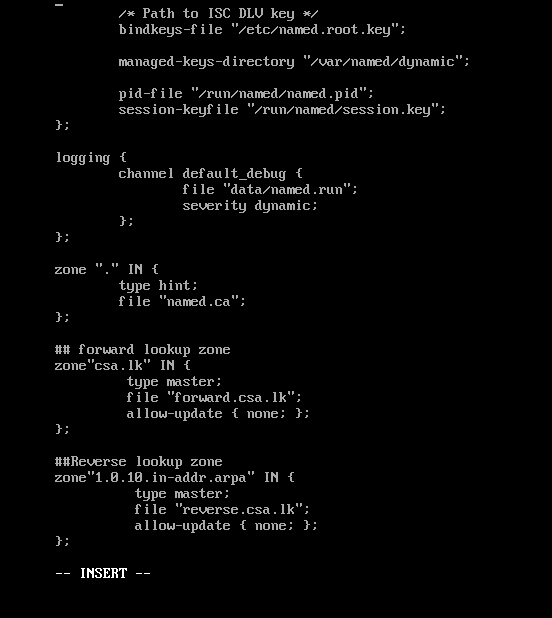 /* Path to ISC DLV key */
bindkeys-file "/etc/named.root.key";
managed-keys-directory "/var/named/dynamic";
pid-file "/run/named/named.pid";
session-keyfile "/run/named/session.key";
};
logging {
channel default_debug {
file "data/named.run";
severity dynamic;
};
};
zone "." IN {
type hint;
file "named.ca";
};
## forward lookup zone
zone"csa.lk" IN {
type master;
file "forward.csa.lk";
allow-update { none; };
};
##Reverse lookup zone
zone"1.0.10.in-addr.arpa" IN {
type master;
file "reverse.csa.lk";
allow-update { none; };
};
-- INSERT --